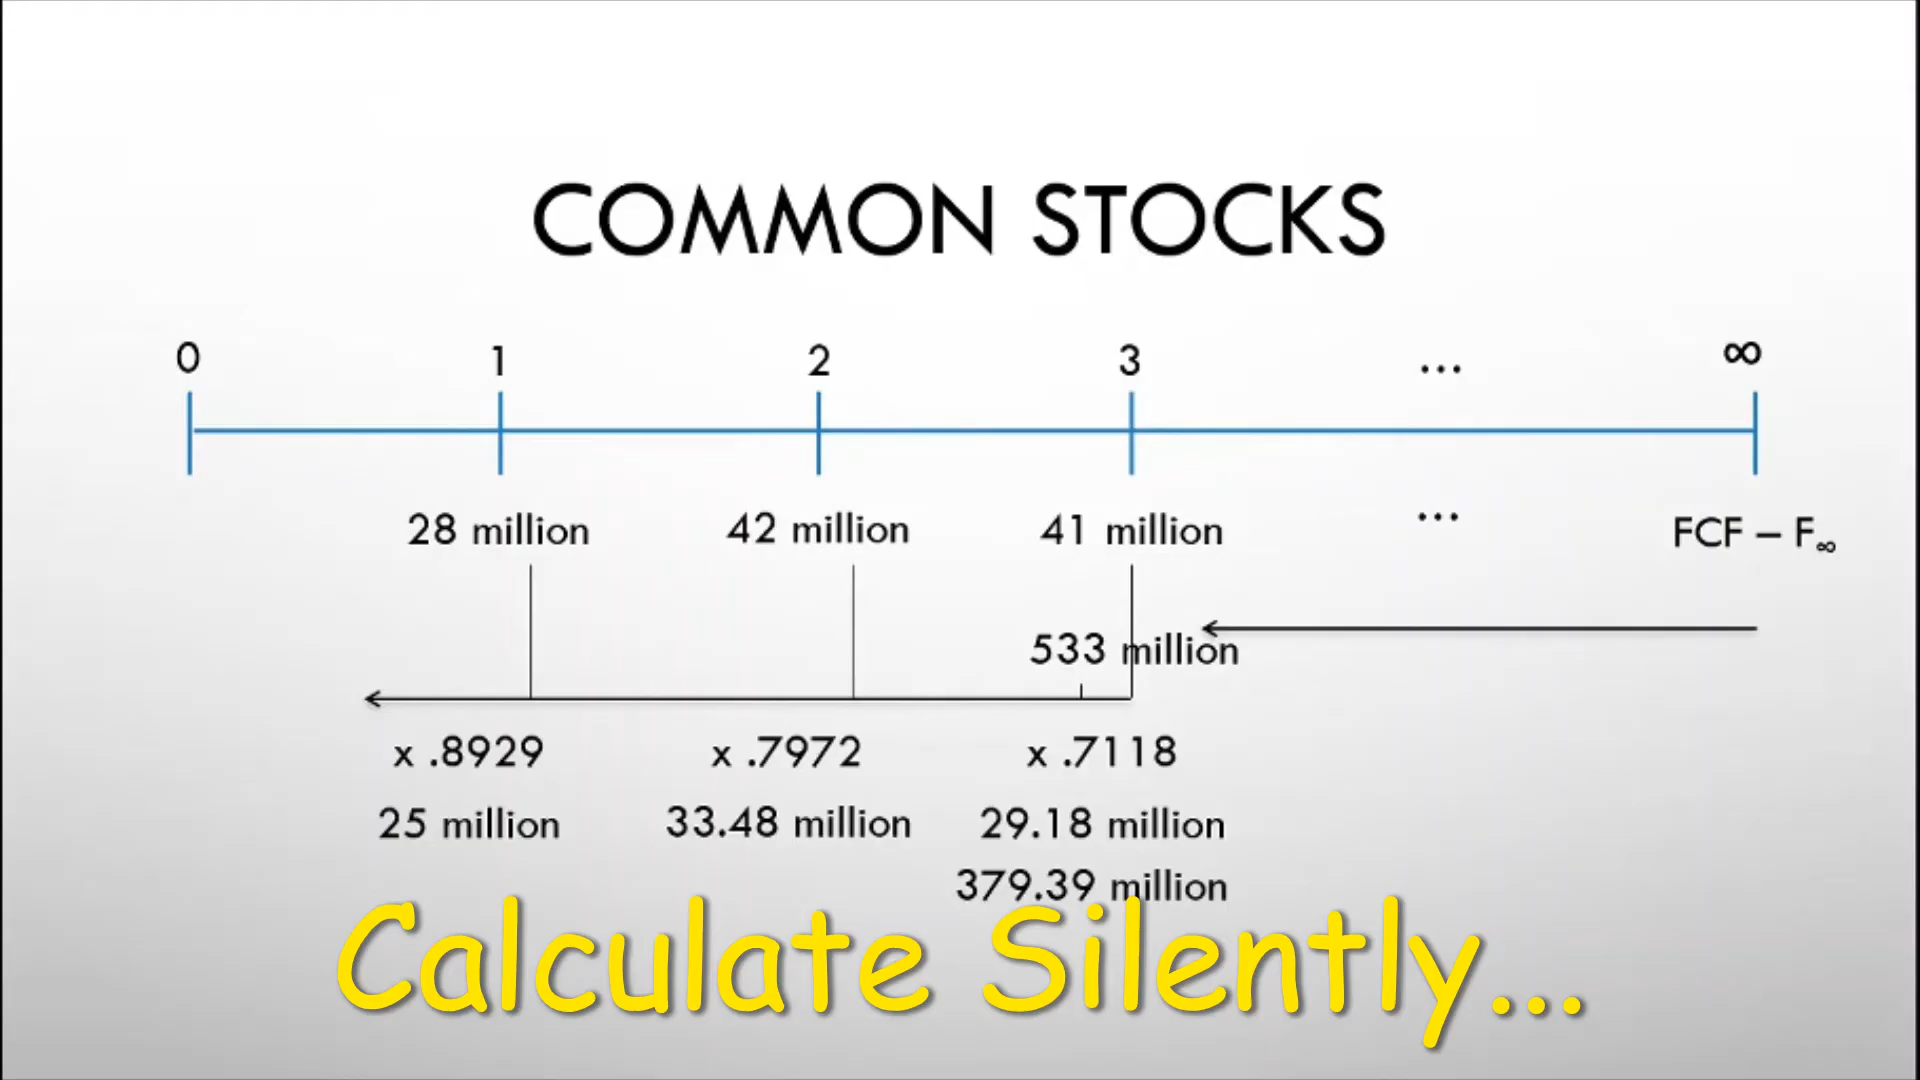 COMMON STOCKS
0 1 2 3 ... ∞
28 million 42 million 41 million ... FCF – F∞
533 million
x .8929 x .7972 x .7118
25 million 33.48 million 29.18 million
379.39 million
Calculate Silently...